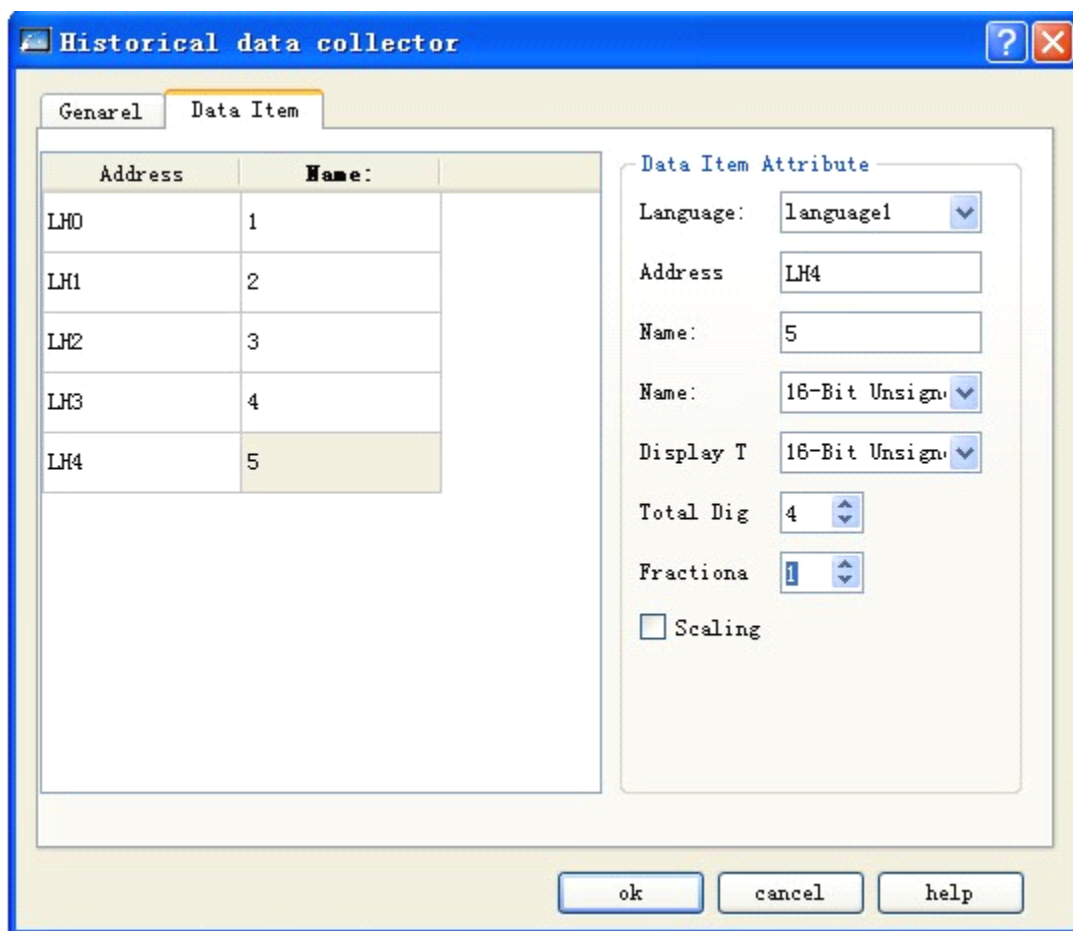 Historical data collector
Genarel Data Item
Address Name:
LH0 1
LH1 2
LH2 3
LH3 4
LH4 5
Data Item Attribute
Language: language1
Address LH4
Name: 5
Name: 16-Bit Unsign
Display T 16-Bit Unsign
Total Dig 4
Fractiona 1
Scaling
ok cancel help